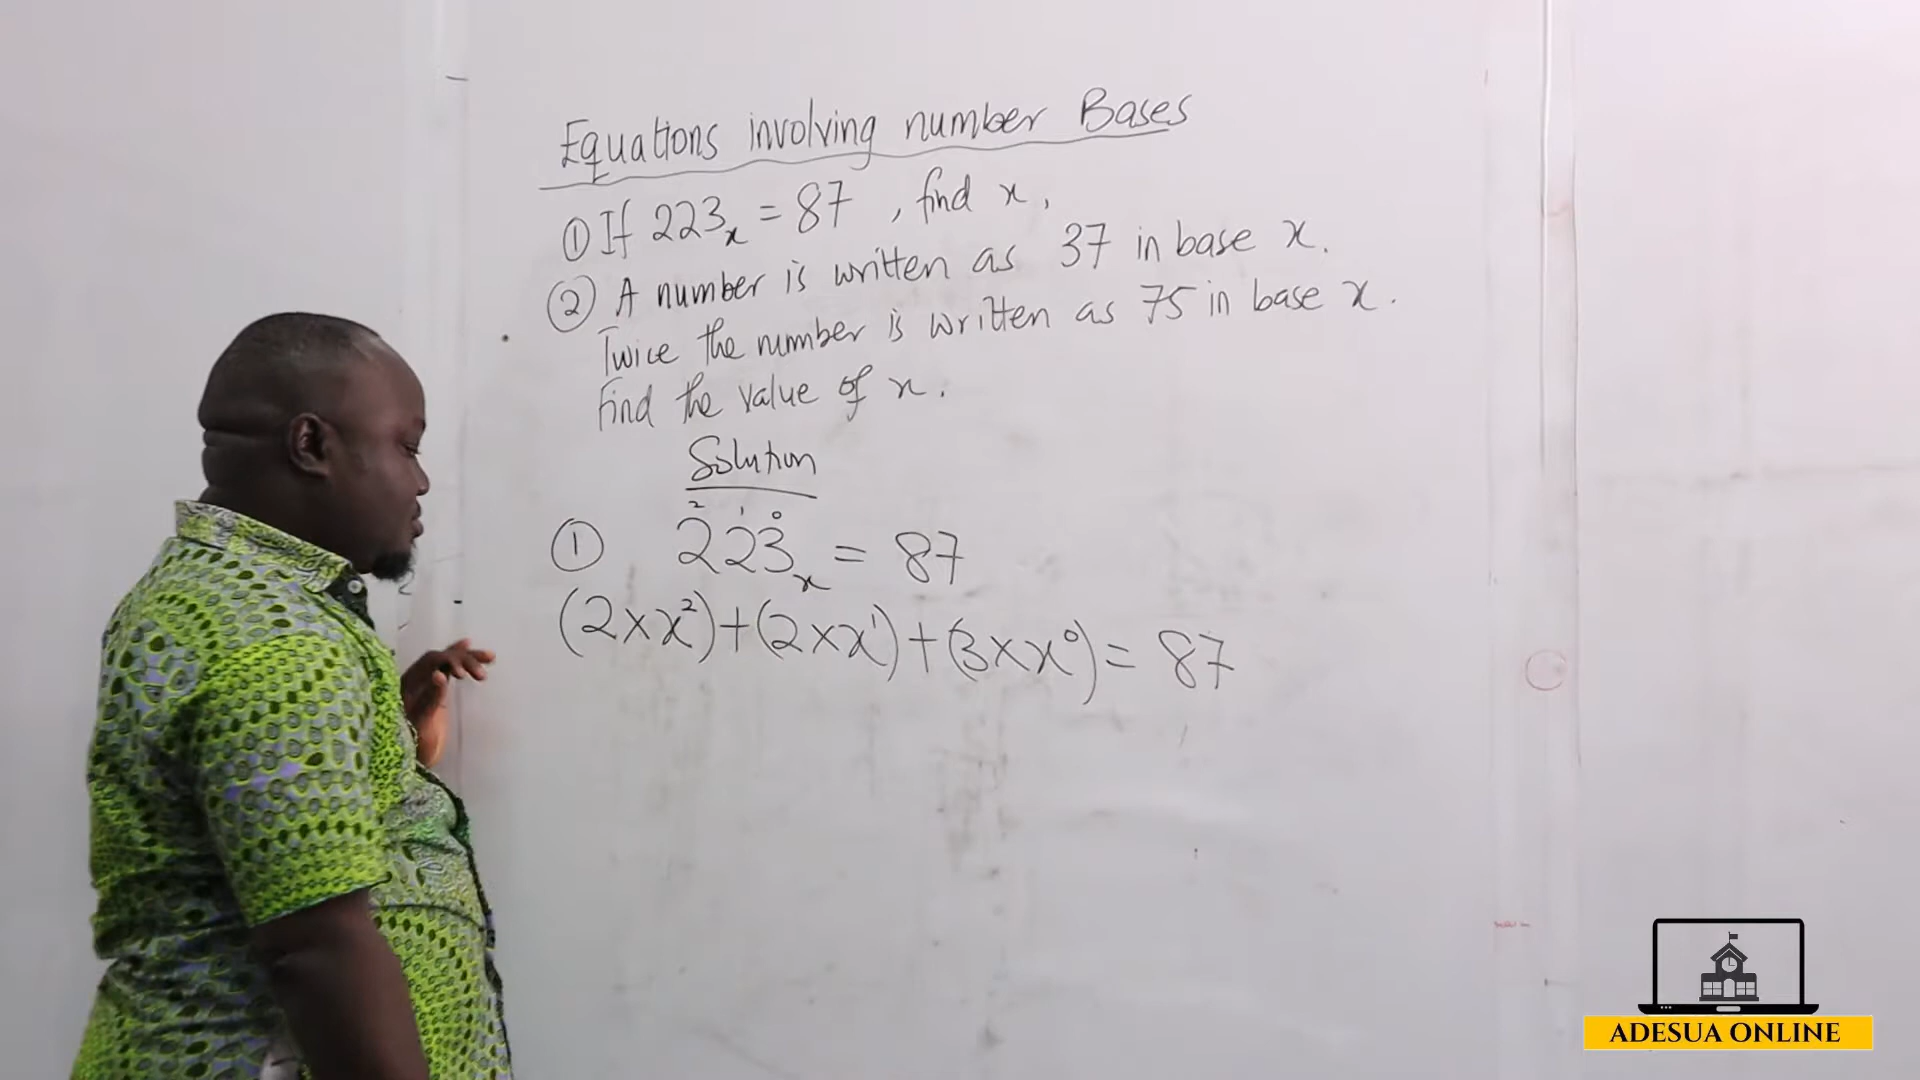 Equations involving number Bases
① If 223ₓ = 87 , find x,
② A number is written as 37 in base x.
Twice the number is written as 75 in base x.
Find the value of x.
Solution
① 2²2¹3⁰ₓ = 87
(2×x²)+(2×x¹)+(3×x⁰) = 87
ADESUA ONLINE